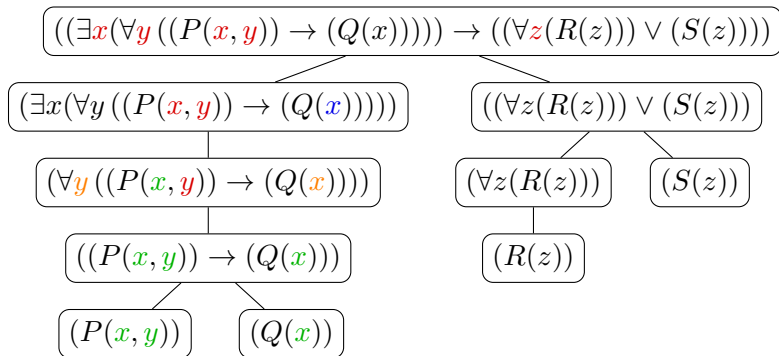 ((∃x(∀y ((P(x, y)) → (Q(x))))) → ((∀z(R(z))) ∨ (S(z))))
(∃x(∀y ((P(x, y)) → (Q(x)))))
((∀z(R(z))) ∨ (S(z)))
(∀y ((P(x, y)) → (Q(x))))
(∀z(R(z)))
(S(z))
((P(x, y)) → (Q(x)))
(R(z))
(P(x, y))
(Q(x))